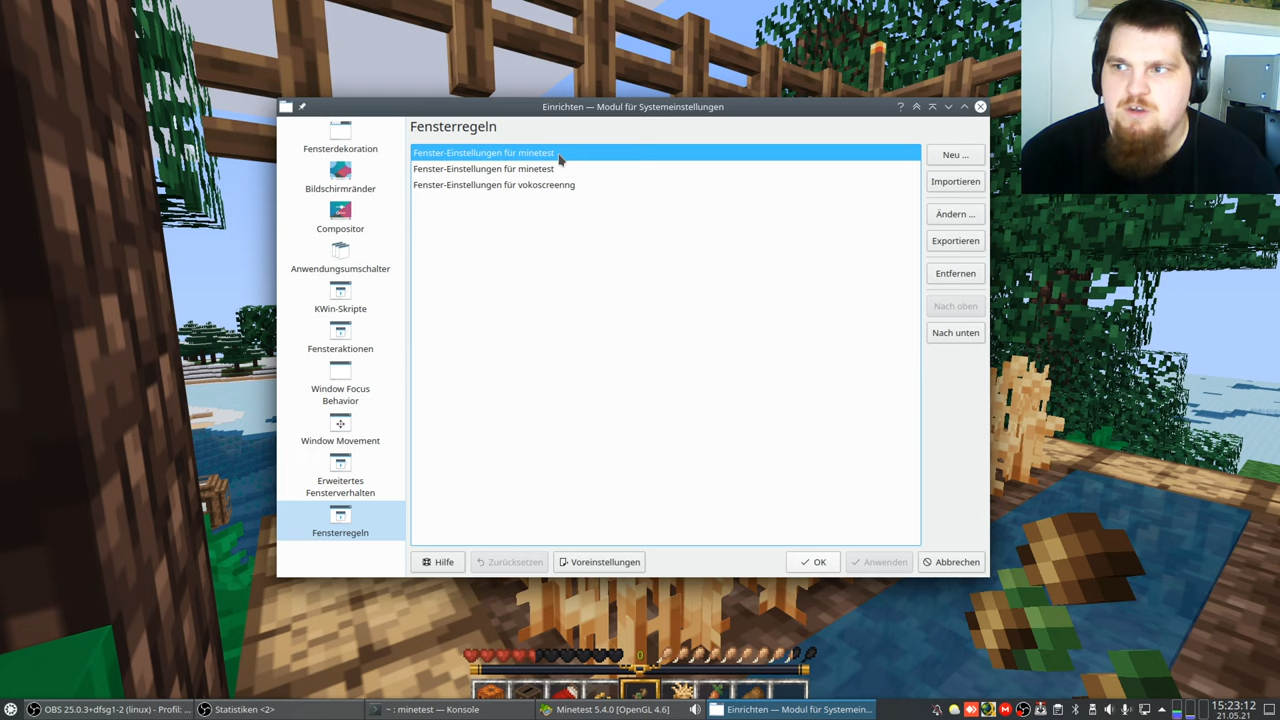 Einrichten — Modul für Systemeinstellungen
Fensterdekoration
Bildschirmränder
Compositor
Anwendungsumschalter
KWin-Skripte
Fensteraktionen
Window Focus
Behavior
Window Movement
Erweitertes
Fensterverhalten
Fensterregeln
Fensterregeln
Fenster-Einstellungen für minetest
Fenster-Einstellungen für minetest
Fenster-Einstellungen für vokoscreenng
Neu ...
Importieren
Ändern ...
Exportieren
Entfernen
Nach oben
Nach unten
Hilfe
Zurücksetzen
Voreinstellungen
OK
Anwenden
Abbrechen
0
OBS 25.0.3+dfsg1-2 (linux) - Profil: ...
Statistiken <2>
~ : minetest — Konsole
Minetest 5.4.0 [OpenGL 4.6]
Einrichten — Modul für Systemein...
15:23:12
21.05.21